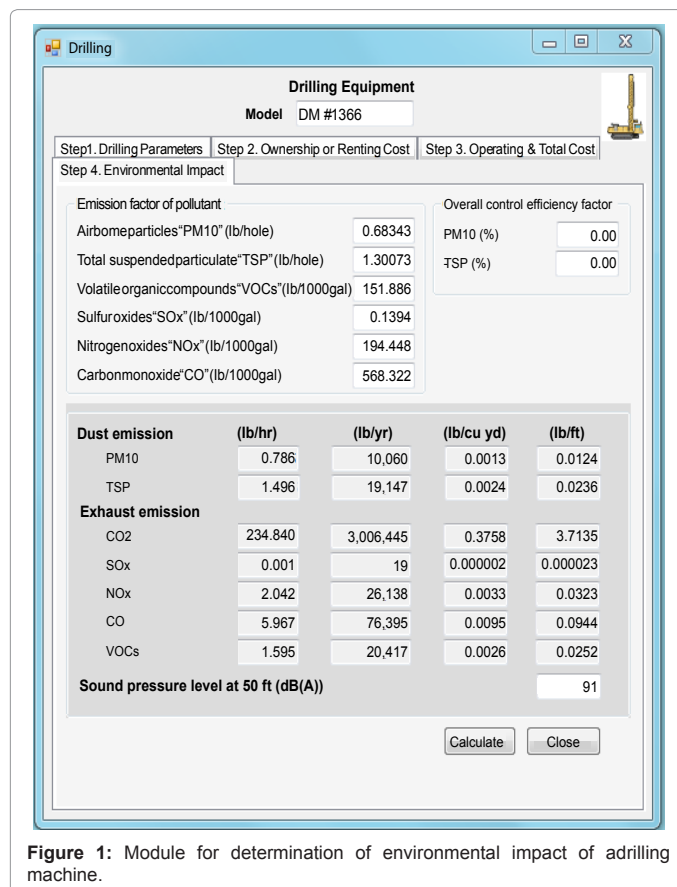 Drilling
Drilling Equipment
Model DM #1366
Step1. Drilling Parameters Step 2. Ownership or Renting Cost Step 3. Operating & Total Cost
Step 4. Environmental Impact
Emission factor of pollutant
Airborneparticles“PM10” (lb/hole) 0.68343
Total suspendedparticulate“TSP”(lb/hole) 1.30073
Volatileorganiccompounds“VOCs”(lb/1000gal) 151.886
Sulfuroxides“SOx”(lb/1000gal) 0.1394
Nitrogenoxides“NOx”(lb/1000gal) 194.448
Carbonmonoxide“CO”(lb/1000gal) 568.322
Overall control efficiency factor
PM10 (%) 0.00
TSP (%) 0.00
Dust emission (lb/hr) (lb/yr) (lb/cu yd) (lb/ft)
PM10 0.786 10,060 0.0013 0.0124
TSP 1.496 19,147 0.0024 0.0236
Exhaust emission
CO2 234.840 3,006,445 0.3758 3.7135
SOx 0.001 19 0.000002 0.000023
NOx 2.042 26,138 0.0033 0.0323
CO 5.967 76,395 0.0095 0.0944
VOCs 1.595 20,417 0.0026 0.0252
Sound pressure level at 50 ft (dB(A)) 91
Calculate Close
Figure 1: Module for determination of environmental impact of adrilling
machine.